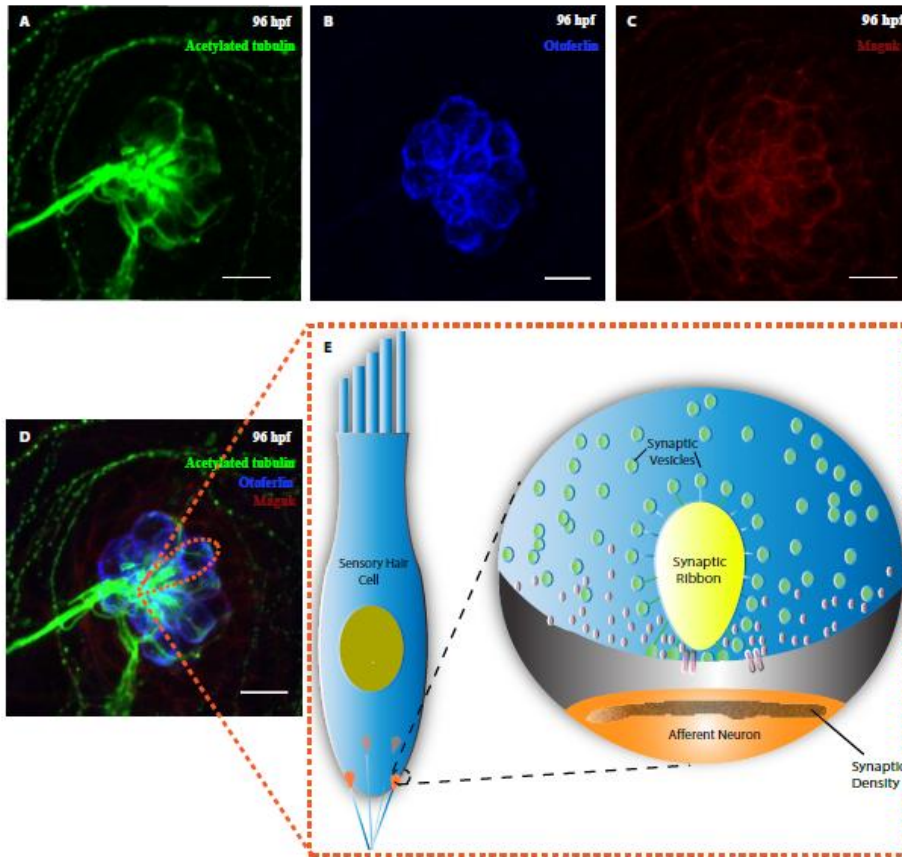 A
96 hpf
Acetylated tubulin
B
96 hpf
Otoferlin
C
96 hpf
Maguk
D
96 hpf
Acetylated tubulin
Otoferlin
Maguk
E
Sensory Hair
Cell
Synaptic
Vesicles
Synaptic
Ribbon
Afferent Neuron
Synaptic
Density